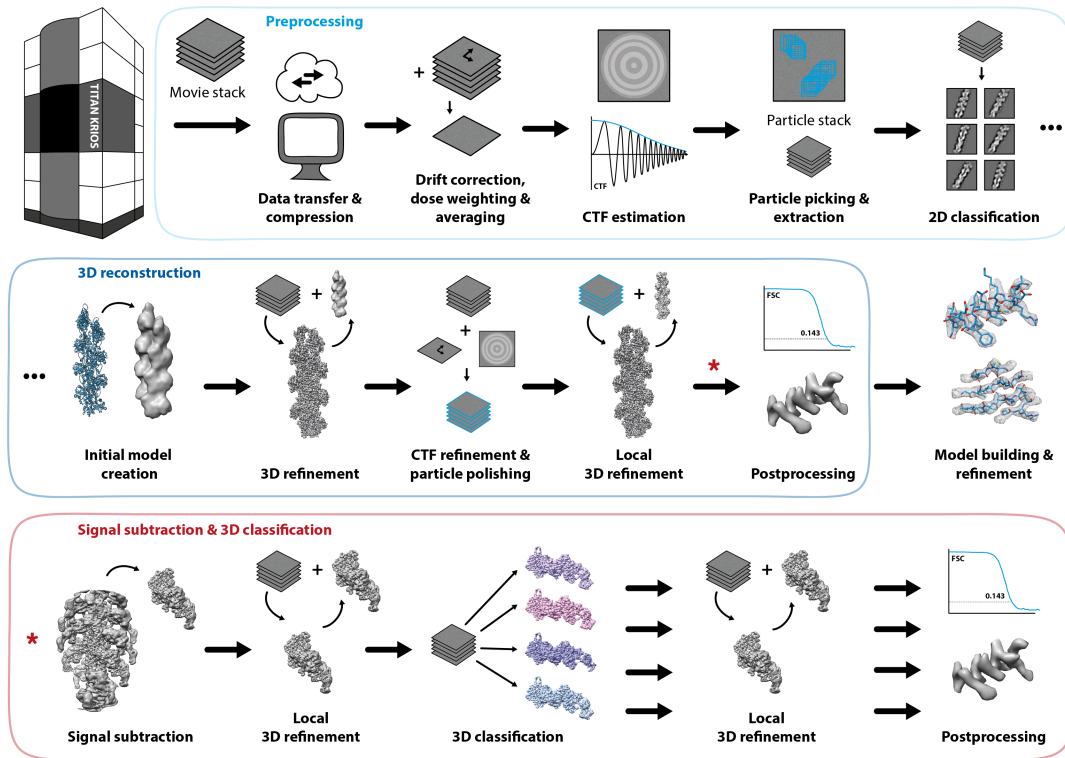 Preprocessing
TITAN KRIOS
Movie stack
+
Particle stack
CTF
Data transfer &
compression
Drift correction,
dose weighting &
averaging
CTF estimation
Particle picking &
extraction
2D classification
•••
3D reconstruction
•••
+
+
+
FSC
0.143
*
Initial model
creation
3D refinement
CTF refinement &
particle polishing
Local
3D refinement
Postprocessing
Model building &
refinement
Signal subtraction & 3D classification
*
+
+
FSC
0.143
Signal subtraction
Local
3D refinement
3D classification
Local
3D refinement
Postprocessing